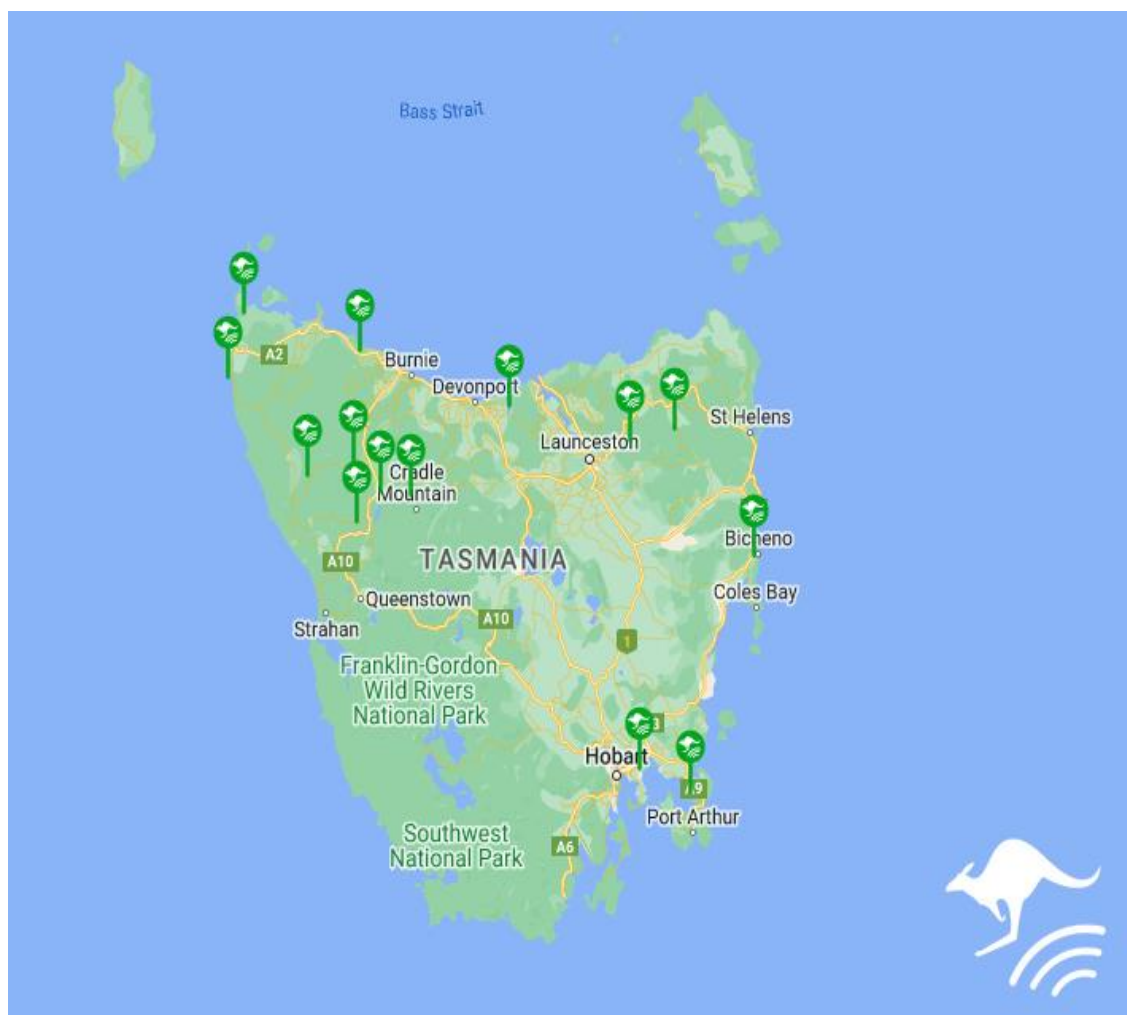 Bass Strait
A2
Burnie
Devonport
St Helens
Launceston
Cradle
Mountain
Bicheno
TASMANIA
A10
Coles Bay
Queenstown
A10
Strahan
1
Franklin-Gordon
Wild Rivers
National Park
Hobart
A9
Port Arthur
Southwest
National Park
A6